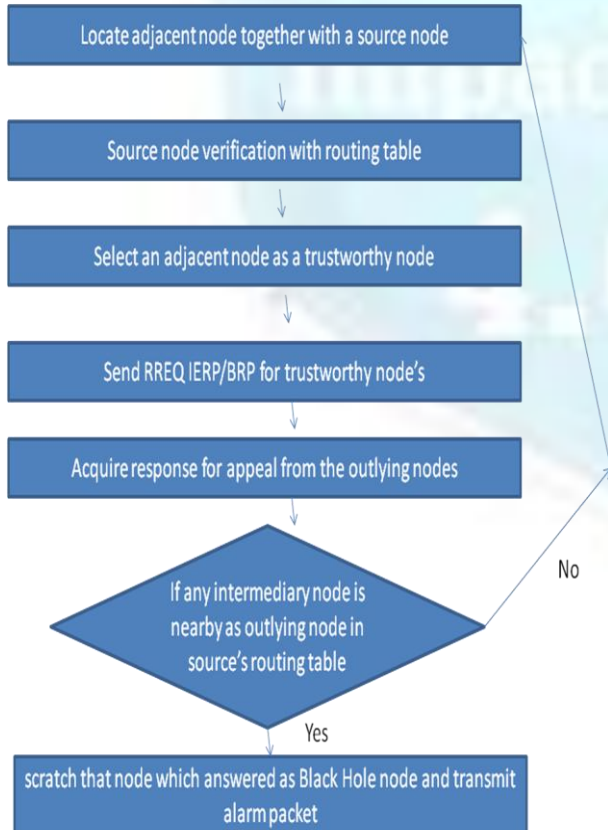 Locate adjacent node together with a source node
Source node verification with routing table
Select an adjacent node as a trustworthy node
Send RREQ IERP/BRP for trustworthy node's
Acquire response for appeal from the outlying nodes
If any intermediary node is
nearby as outlying node in
source's routing table
No
Yes
scratch that node which answered as Black Hole node and transmit
alarm packet